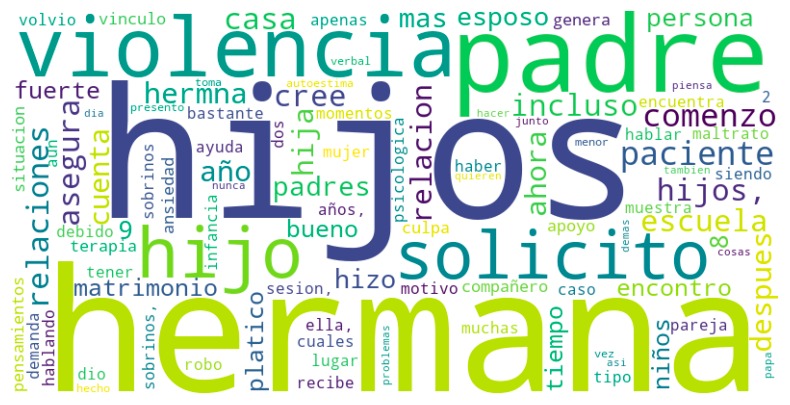 volvio vinculo casa apenas mas esposo genera persona
violencia padre
verbal
fuerte hermna toma autoestima cree momentos incluso encuentra piensa 2
presento bastante junto hacer comenzo
dia hijos
situacion aun asegura cuenta sobrinos ansiedad ayuda dos hija mujer psicologica relacion haber quieren ahora hablar maltrato
menor paciente
relaciones año nunca padres tambien siendo
años, apoyo muestra hijos,
debido 9 infancia bueno culpa escuela
terapia hijo solicito 8 demas cosas despues
tener hizo
pensamientos demanda hablando matrimonio sesion, motivo compañero caso encontro
hermana
sobrinos, platico ella, cuales muchas tiempo niños pareja
dio robo lugar problemas vez asi tipo papa
hecho recibe